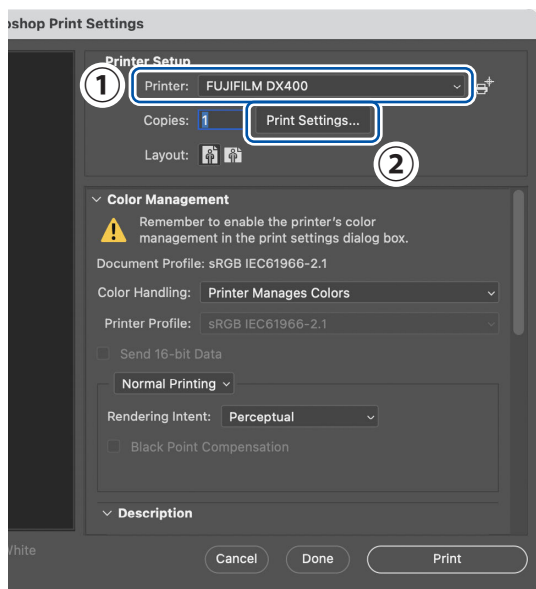 oshop Print Settings
Printer Setup
1
Printer: FUJIFILM DX400
Copies: 1 Print Settings...
2
Layout:
Color Management
Remember to enable the printer's color
management in the print settings dialog box.
Document Profile: sRGB IEC61966-2.1
Color Handling: Printer Manages Colors
Printer Profile: sRGB IEC61966-2.1
Send 16-bit Data
Normal Printing
Rendering Intent: Perceptual
Black Point Compensation
Description
White
Cancel Done Print